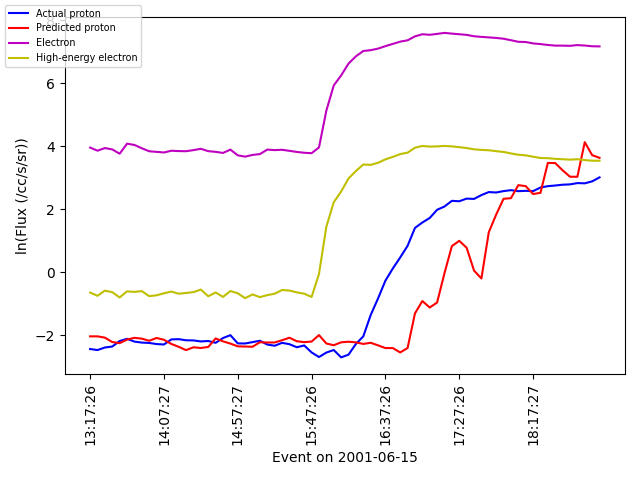 Actual proton
Predicted proton
Electron
High-energy electron
6
4
2
0
−2
ln(Flux (/cc/s/sr))
13:17:26
14:07:27
14:57:27
15:47:26
16:37:26
17:27:26
18:17:27
Event on 2001-06-15